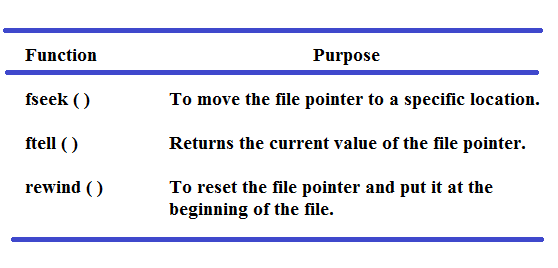 Function Purpose
fseek ( ) To move the file pointer to a specific location.
ftell ( ) Returns the current value of the file pointer.
rewind ( ) To reset the file pointer and put it at the
beginning of the file.